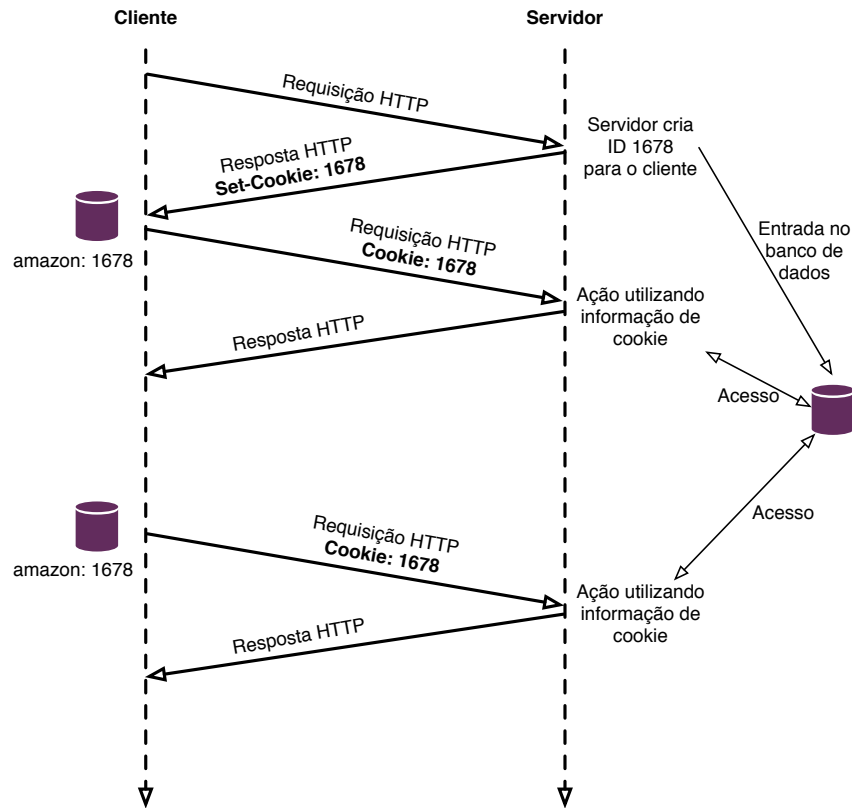 Cliente
Servidor
Requisição HTTP
Servidor cria
ID 1678
para o cliente
Resposta HTTP
Set-Cookie: 1678
amazon: 1678
Requisição HTTP
Cookie: 1678
Entrada no
banco de
dados
Ação utilizando
informação de
cookie
Resposta HTTP
Acesso
Acesso
Requisição HTTP
Cookie: 1678
amazon: 1678
Ação utilizando
informação de
cookie
Resposta HTTP